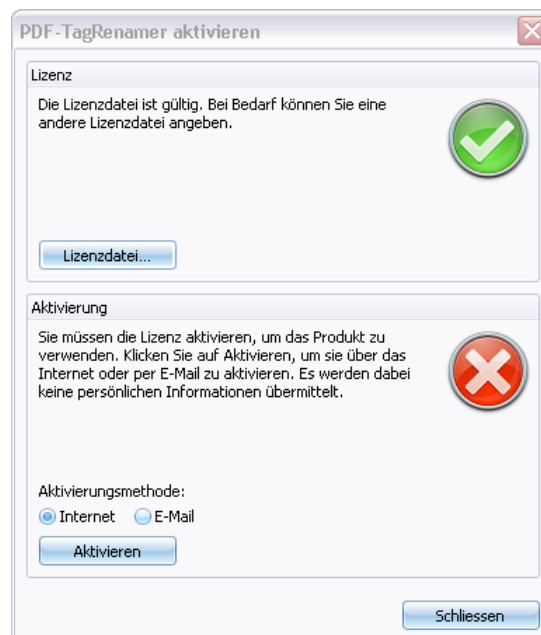 PDF-TagRenamer aktivieren
Lizenz
Die Lizenzdatei ist gültig. Bei Bedarf können Sie eine
andere Lizenzdatei angeben.
Lizenzdatei...
Aktivierung
Sie müssen die Lizenz aktivieren, um das Produkt zu
verwenden. Klicken Sie auf Aktivieren, um sie über das
Internet oder per E-Mail zu aktivieren. Es werden dabei
keine persönlichen Informationen übermittelt.
Aktivierungsmethode:
Internet E-Mail
Aktivieren
Schliessen